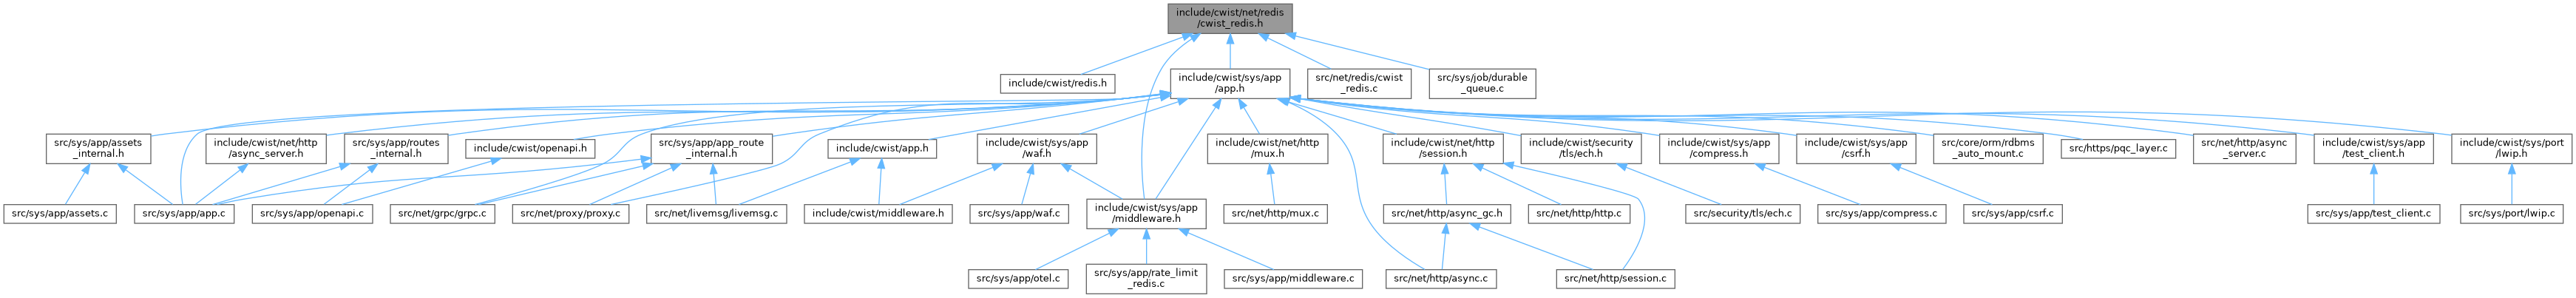 include/cwist/net/redis
/cwist_redis.h
include/cwist/redis.h
include/cwist/sys/app
/app.h
src/net/redis/cwist
_redis.c
src/sys/job/durable
_queue.c
src/sys/app/assets
_internal.h
include/cwist/net/http
/async_server.h
src/sys/app/routes
_internal.h
include/cwist/openapi.h
src/sys/app/app_route
_internal.h
include/cwist/app.h
include/cwist/sys/app
/waf.h
include/cwist/net/http
/mux.h
include/cwist/net/http
/session.h
include/cwist/security
/tls/ech.h
include/cwist/sys/app
/compress.h
include/cwist/sys/app
/csrf.h
src/core/orm/rdbms
_auto_mount.c
src/https/pqc_layer.c
src/net/http/async
_server.c
include/cwist/sys/app
/test_client.h
include/cwist/sys/port
/lwip.h
src/sys/app/assets.c
src/sys/app/app.c
src/sys/app/openapi.c
src/net/grpc/grpc.c
src/net/proxy/proxy.c
src/net/livemsg/livemsg.c
include/cwist/middleware.h
src/sys/app/waf.c
include/cwist/sys/app
/middleware.h
src/net/http/mux.c
src/net/http/async_gc.h
src/net/http/http.c
src/security/tls/ech.c
src/sys/app/compress.c
src/sys/app/csrf.c
src/sys/app/test_client.c
src/sys/port/lwip.c
src/sys/app/otel.c
src/sys/app/rate_limit
_redis.c
src/sys/app/middleware.c
src/net/http/async.c
src/net/http/session.c